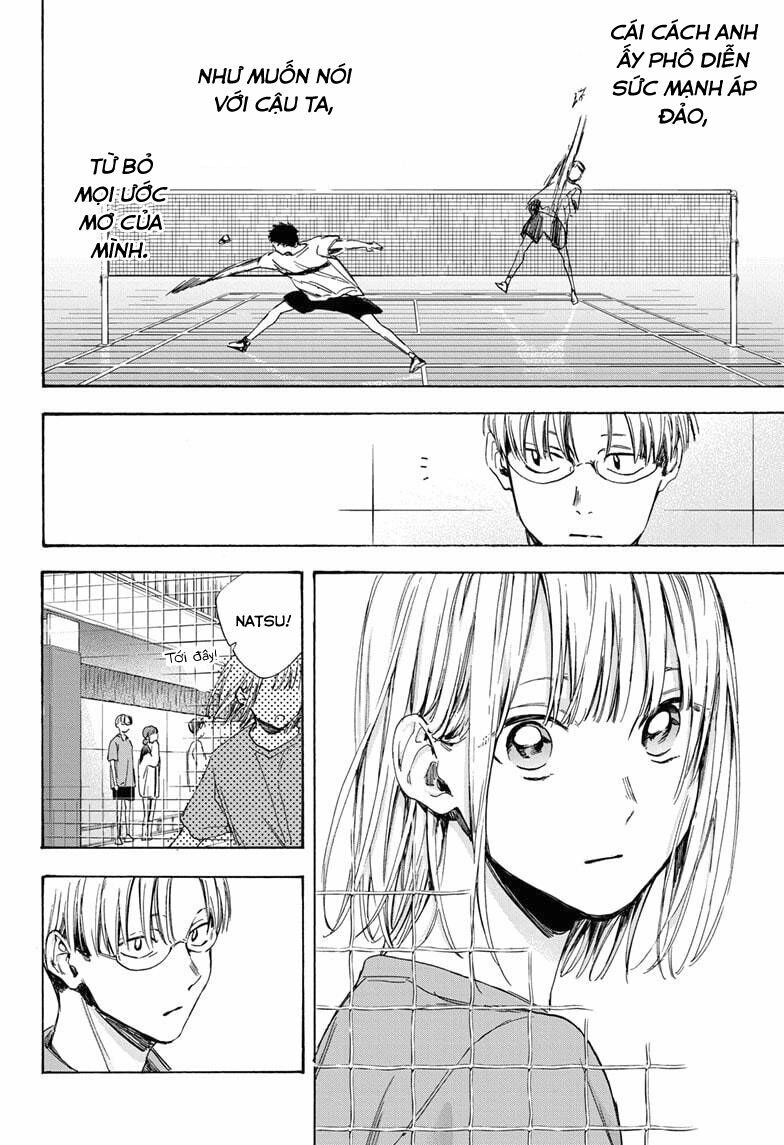 CÁI CÁCH ANH
ẤY PHÔ DIỄN
SỨC MẠNH ÁP
ĐẢO,
NHƯ MUỐN NÓI
VỚI CẬU TA,
TỪ BỎ
MỌI ƯỚC
MƠ CỦA
MÌNH.
NATSU!
Tới đây!